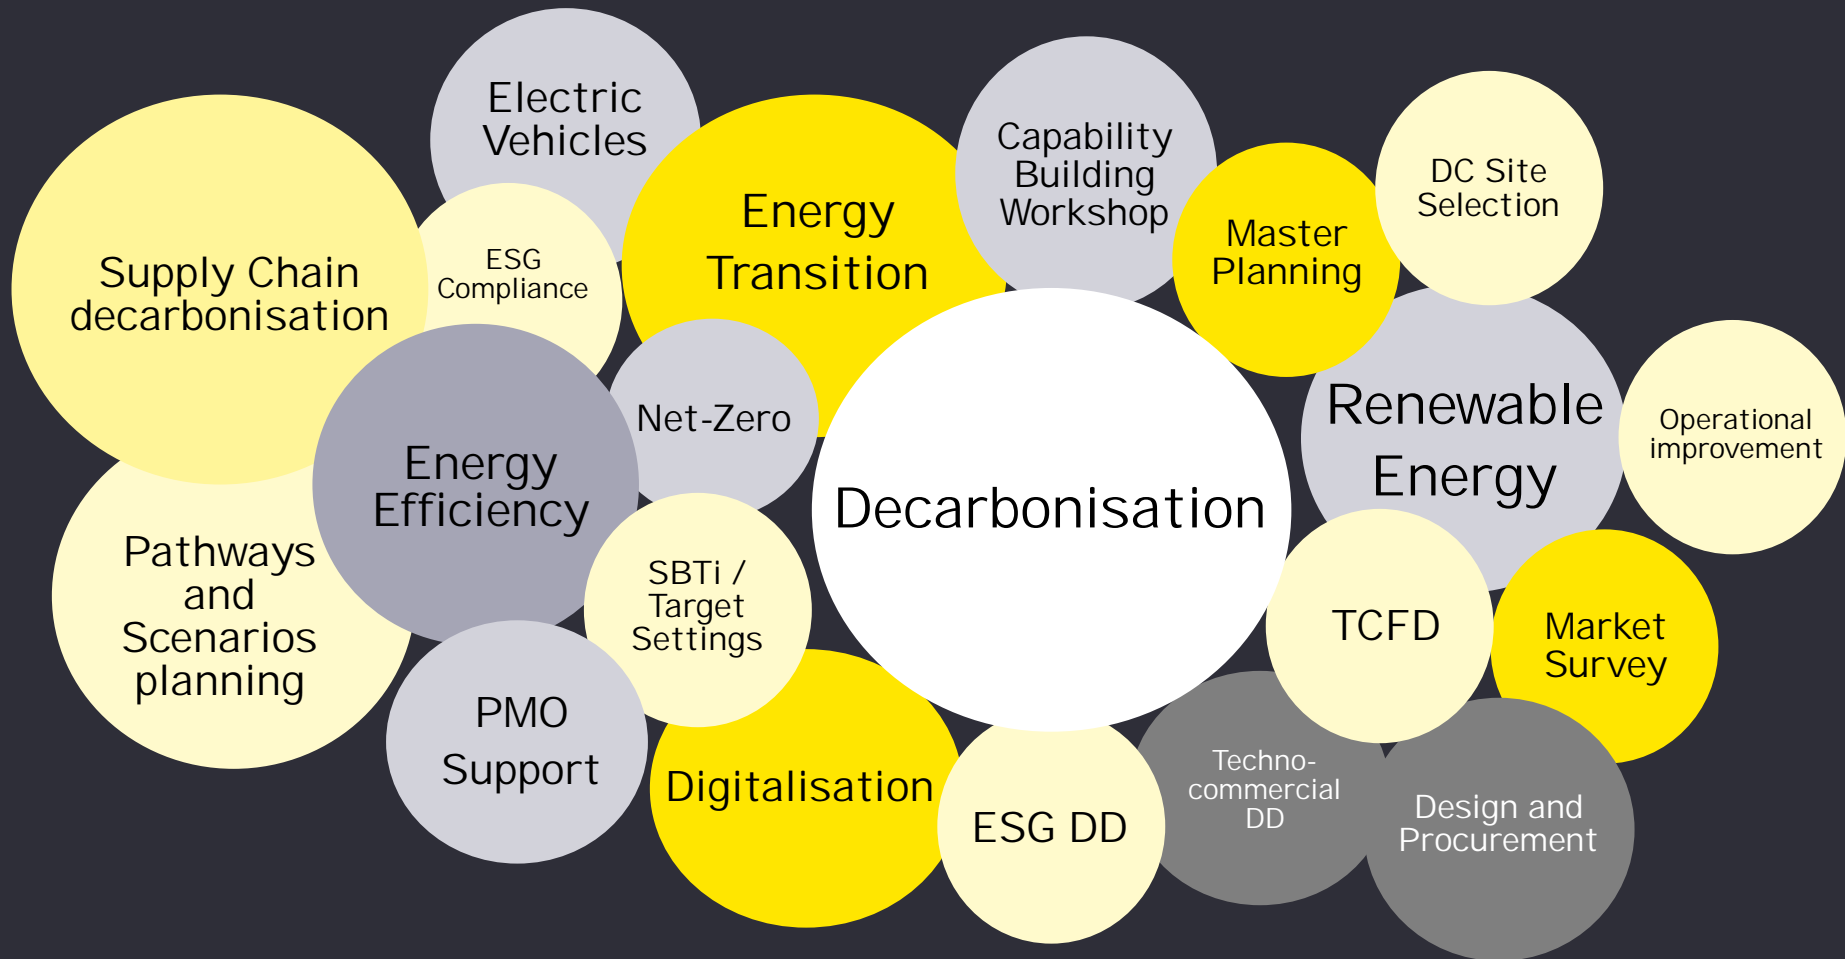 Electric
Vehicles
Capability
Building
Workshop
DC Site
Selection
Energy
Transition
Master
Planning
Supply Chain
decarbonisation
ESG
Compliance
Net-Zero
Renewable
Energy
Operational
improvement
Energy
Efficiency
Decarbonisation
Pathways
and
Scenarios
planning
SBTi /
Target
Settings
TCFD
Market
Survey
PMO
Support
Digitalisation
ESG DD
Techno-
commercial
DD
Design and
Procurement